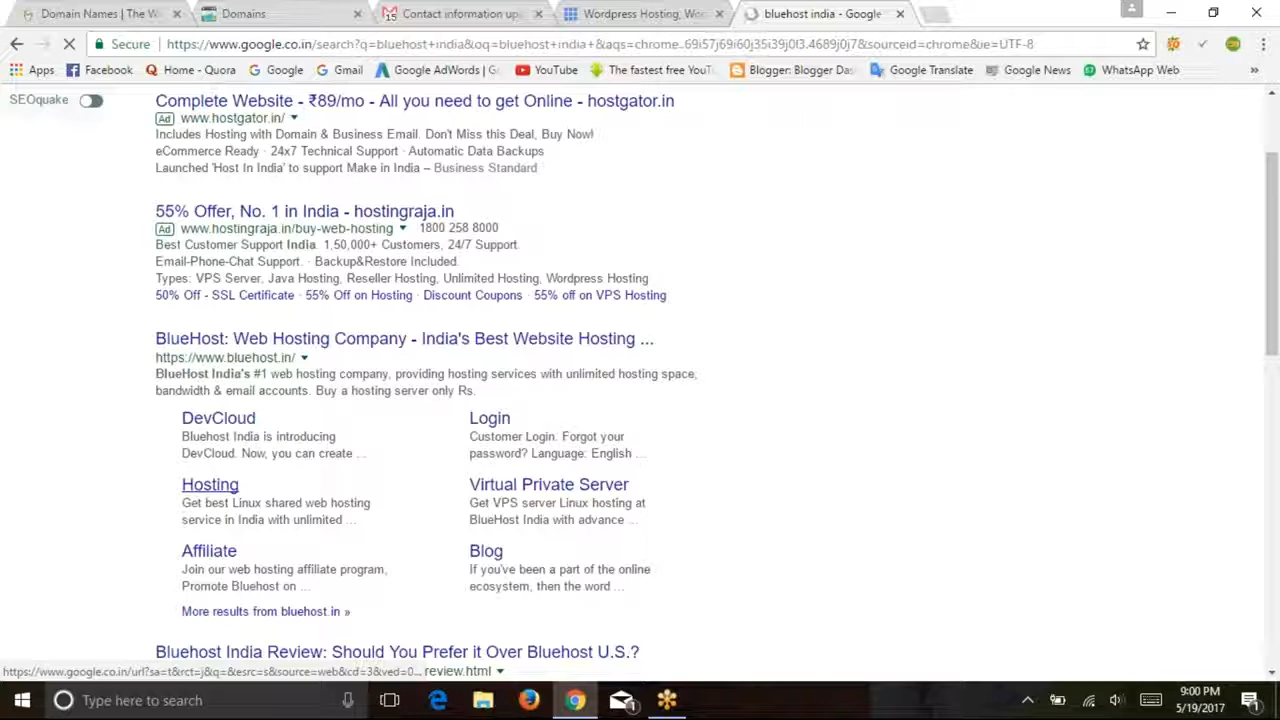 Domain Names | The W
Domains
15
Contact information up
Wordpress Hosting, Wo
bluehost india - Google
Secure
https://www.google.co.in/search?q=bluehost+india&oq=bluehost+india+&aqs=chrome..69i57j69i60j35i39j0l3.4689j0j7&sourceid=chrome&ie=UTF-8
Apps
Facebook
Home - Quora
Google
Gmail
Google AdWords | G
YouTube
The fastest free YouT
Blogger: Blogger Das
Google Translate
Google News
WhatsApp Web
»
SEOquake
Complete Website - ₹89/mo - All you need to get Online - hostgator.in
Ad www.hostgator.in/
Includes Hosting with Domain & Business Email. Don't Miss this Deal, Buy Now!
eCommerce Ready · 24x7 Technical Support · Automatic Data Backups
Launched 'Host In India' to support Make in India – Business Standard
55% Offer, No. 1 in India - hostingraja.in
Ad www.hostingraja.in/buy-web-hosting 1800 258 8000
Best Customer Support India. 1,50,000+ Customers, 24/7 Support.
Email-Phone-Chat Support. · Backup&Restore Included.
Types: VPS Server, Java Hosting, Reseller Hosting, Unlimited Hosting, Wordpress Hosting
50% Off - SSL Certificate · 55% Off on Hosting · Discount Coupons · 55% off on VPS Hosting
BlueHost: Web Hosting Company - India's Best Website Hosting ...
https://www.bluehost.in/
BlueHost India's #1 web hosting company, providing hosting services with unlimited hosting space,
bandwidth & email accounts. Buy a hosting server only Rs.
DevCloud
Bluehost India is introducing
DevCloud. Now, you can create ...
Login
Customer Login. Forgot your
password? Language: English ...
Hosting
Get best Linux shared web hosting
service in India with unlimited ...
Virtual Private Server
Get VPS server Linux hosting at
BlueHost India with advance ...
Affiliate
Join our web hosting affiliate program,
Promote Bluehost on ...
Blog
If you've been a part of the online
ecosystem, then the word ...
More results from bluehost.in »
Bluehost India Review: Should You Prefer it Over Bluehost U.S.?
https://www.google.co.in/url?sa=t&rct=j&q=&esrc=s&source=web&cd=3&ved=0...
review.html
Type here to search
1
9:00 PM
5/19/2017
1